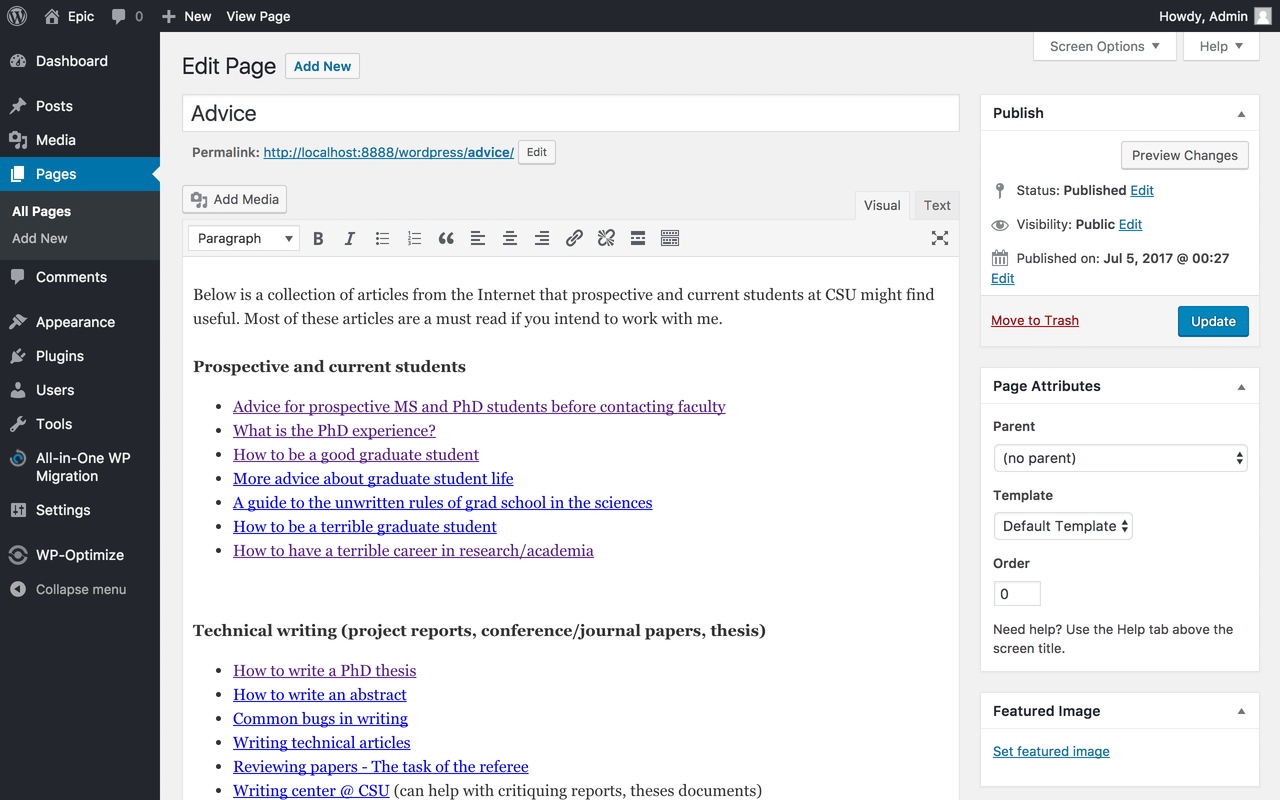 Epic 0 New View Page Howdy, Admin
Dashboard
Posts
Media
Pages
All Pages
Add New
Comments
Appearance
Plugins
Users
Tools
All-in-One WP
Migration
Settings
WP-Optimize
Collapse menu
Screen Options Help
Edit Page Add New
Advice
Permalink: http://localhost:8888/wordpress/advice/ Edit
Add Media
Visual Text
Paragraph
Below is a collection of articles from the Internet that prospective and current students at CSU might find
useful. Most of these articles are a must read if you intend to work with me.
Prospective and current students
• Advice for prospective MS and PhD students before contacting faculty
• What is the PhD experience?
• How to be a good graduate student
• More advice about graduate student life
• A guide to the unwritten rules of grad school in the sciences
• How to be a terrible graduate student
• How to have a terrible career in research/academia
Technical writing (project reports, conference/journal papers, thesis)
• How to write a PhD thesis
• How to write an abstract
• Common bugs in writing
• Writing technical articles
• Reviewing papers - The task of the referee
• Writing center @ CSU (can help with critiquing reports, theses documents)
Publish
Preview Changes
Status: Published Edit
Visibility: Public Edit
Published on: Jul 5, 2017 @ 00:27
Edit
Move to Trash Update
Page Attributes
Parent
(no parent)
Template
Default Template
Order
0
Need help? Use the Help tab above the
screen title.
Featured Image
Set featured image